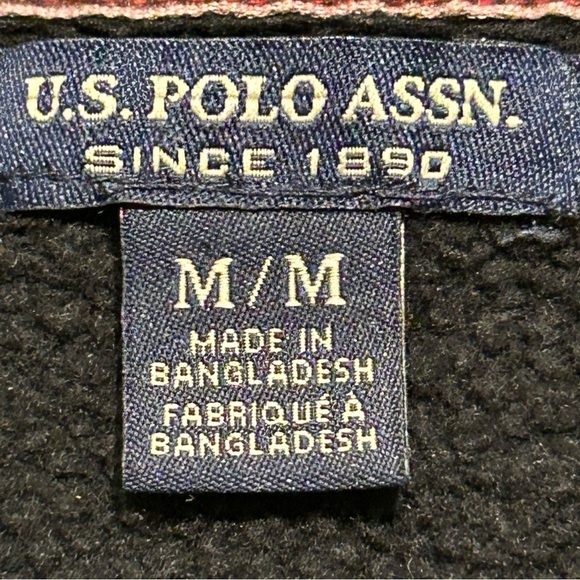 U.S. POLO ASSN.
SINCE 1890
M/M
MADE IN
BANGLADESH
FABRIQUÉ À
BANGLADESH